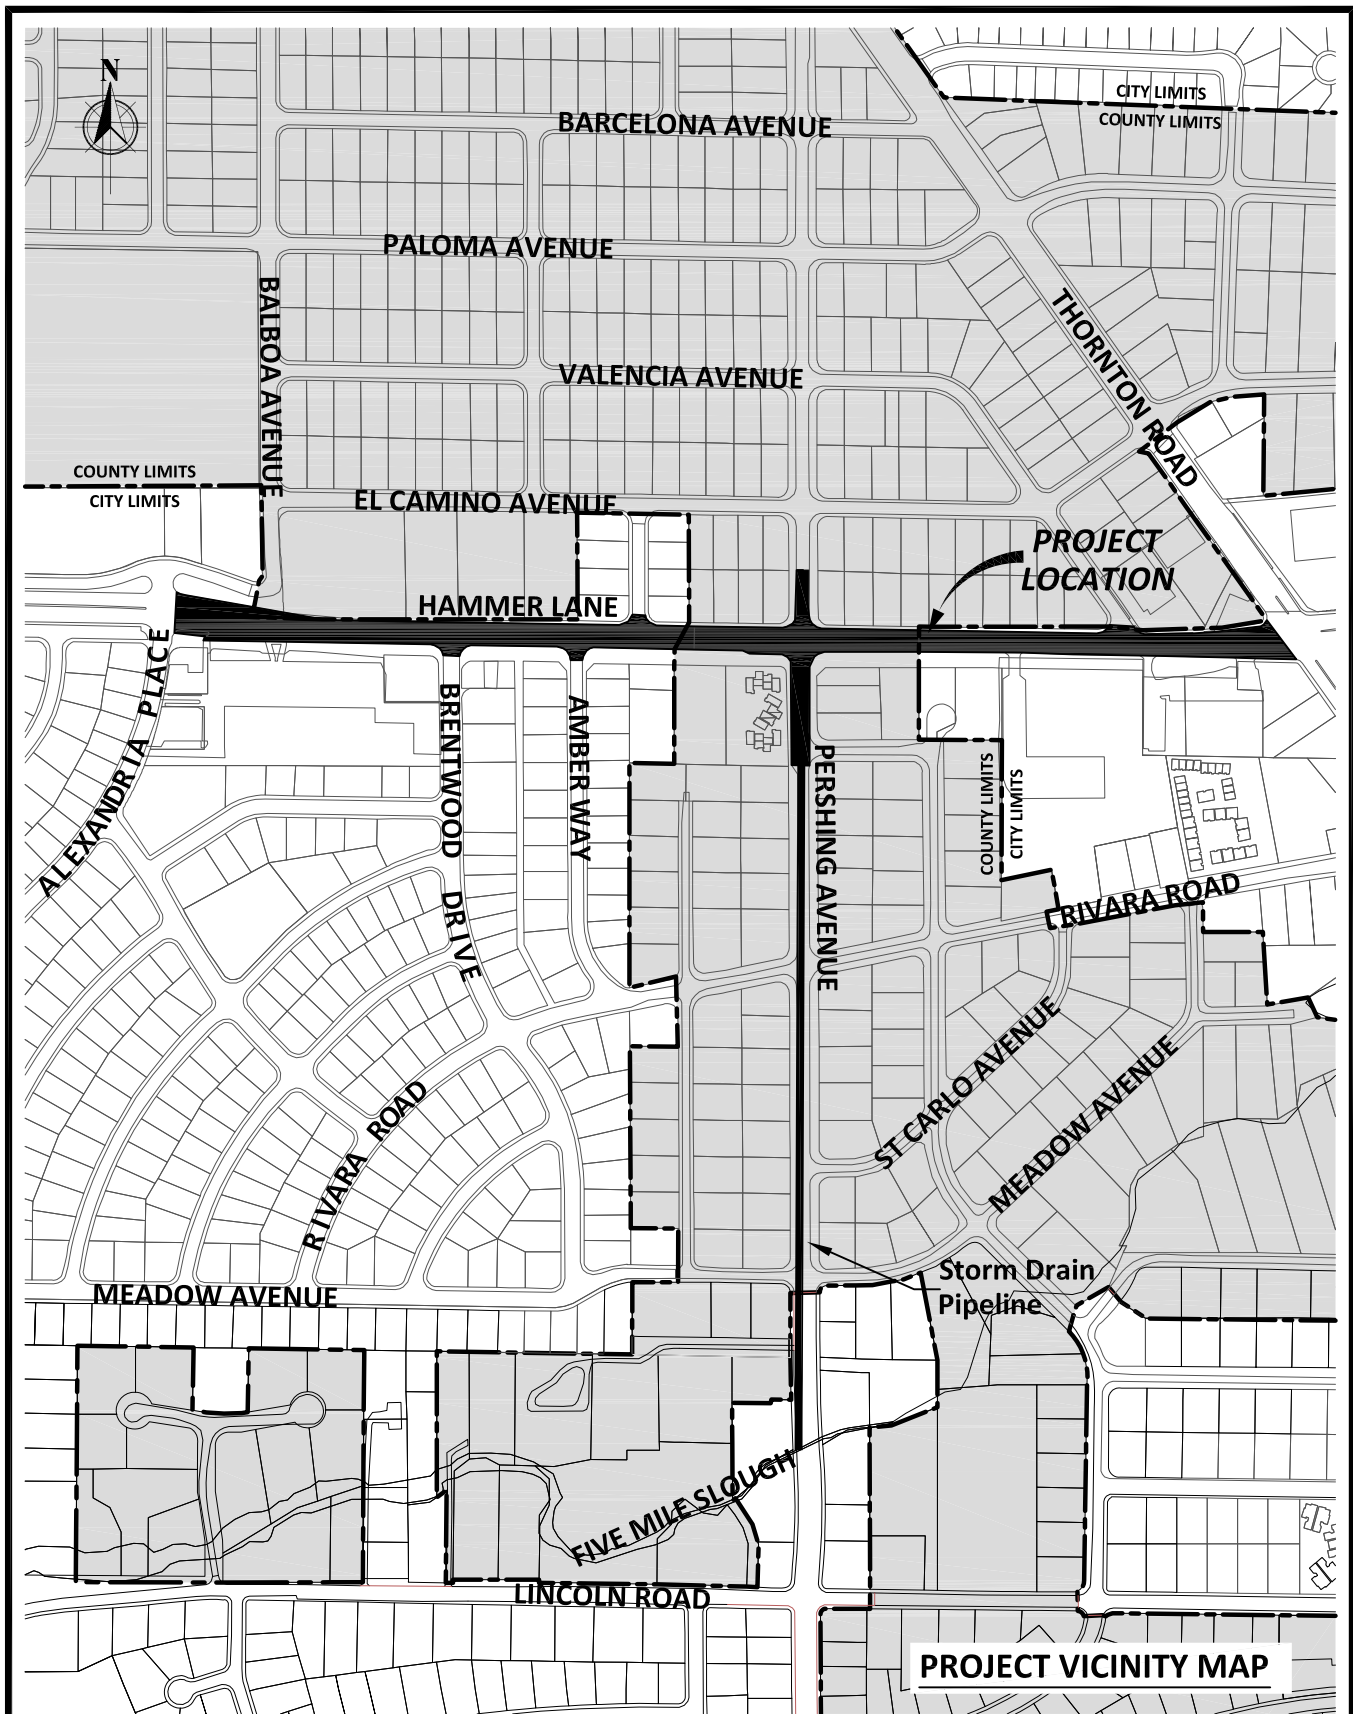 N
CITY LIMITS
COUNTY LIMITS
BARCELONA AVENUE
PALOMA AVENUE
BALBOA AVENUE
THORNTON ROAD
VALENCIA AVENUE
COUNTY LIMITS
CITY LIMITS
EL CAMINO AVENUE
PROJECT
LOCATION
HAMMER LANE
ALEXANDRIA PLACE
BRENTWOOD DRIVE
AMBER WAY
PERSHING AVENUE
COUNTY LIMITS
CITY LIMITS
RIVARA ROAD
ST CARLO AVENUE
MEADOW AVENUE
RIVARA ROAD
Storm Drain
Pipeline
MEADOW AVENUE
FIVE MILE SLOUGH
LINCOLN ROAD
PROJECT VICINITY MAP